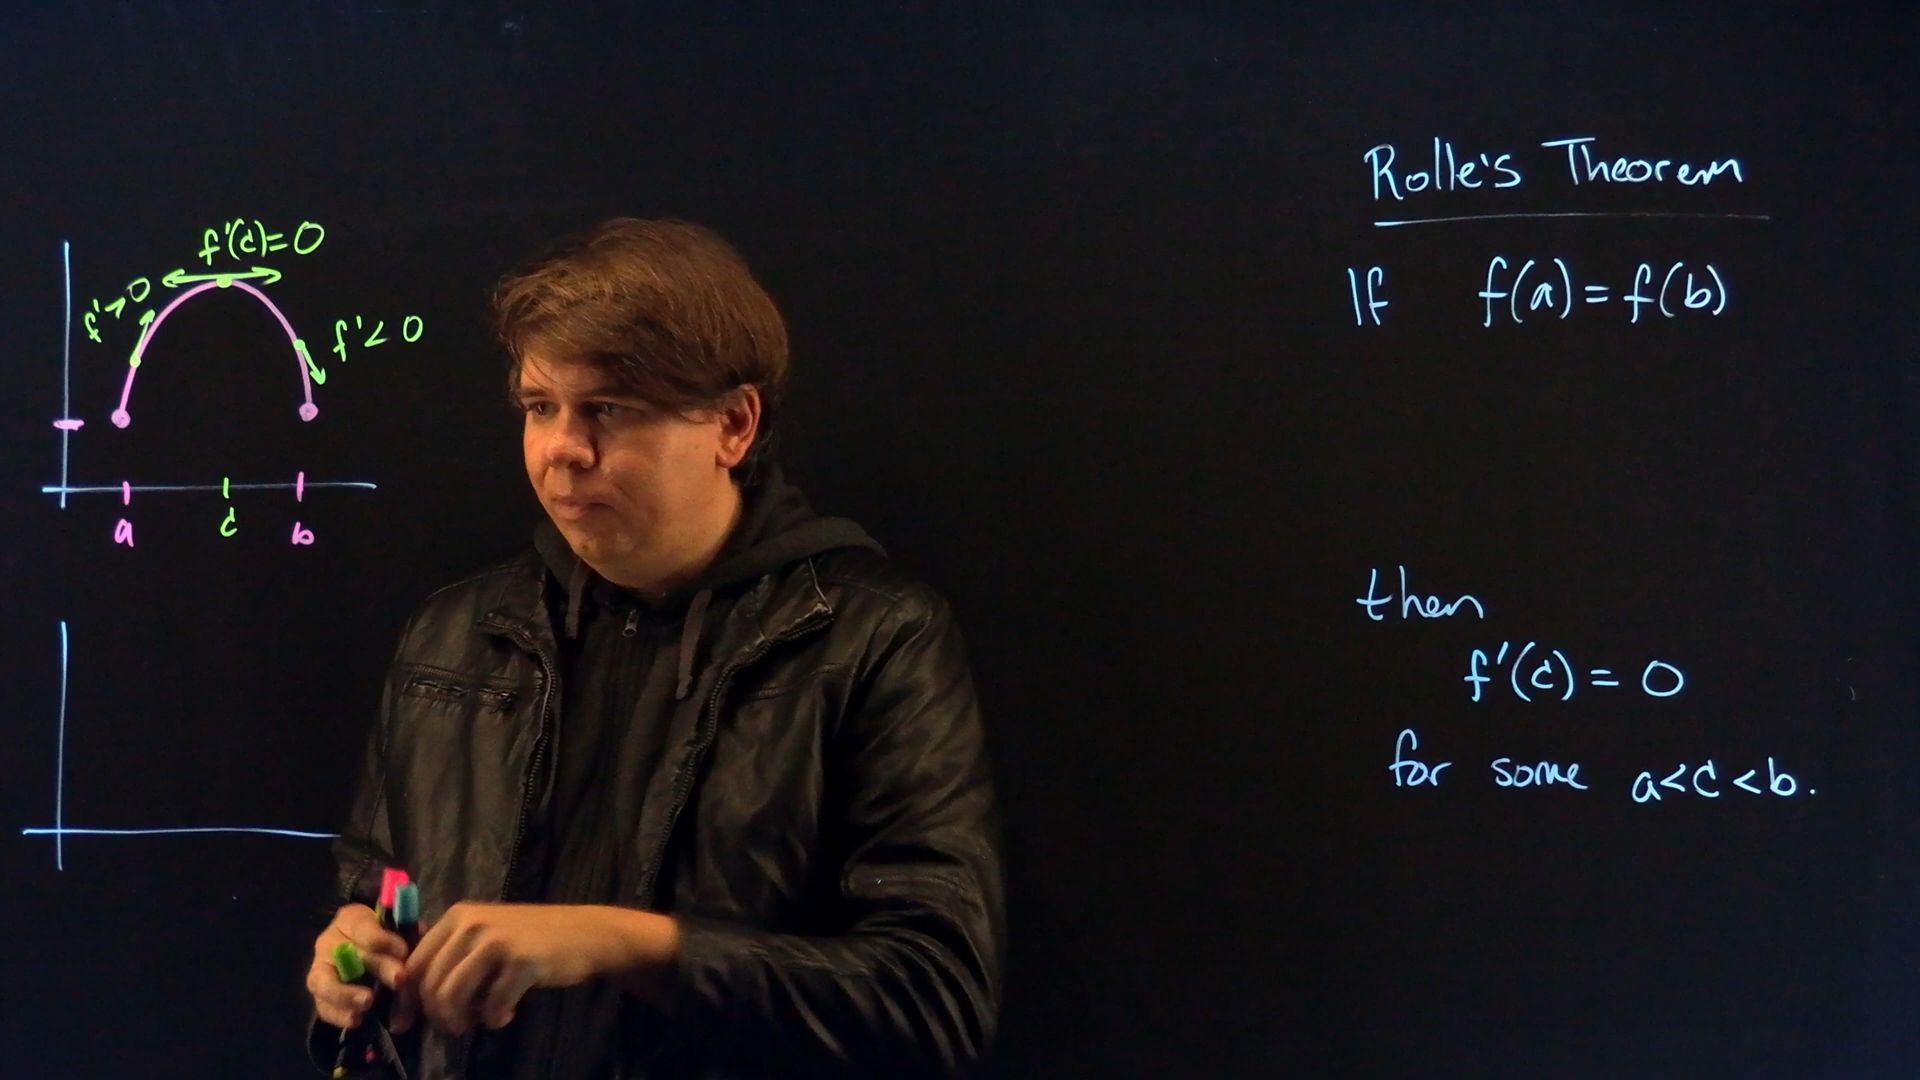 f'(c)=0
f'>0
f'<0
a c b
Rolle's Theorem
If f(a)=f(b)
then
f'(c)=0
for some a<c<b.